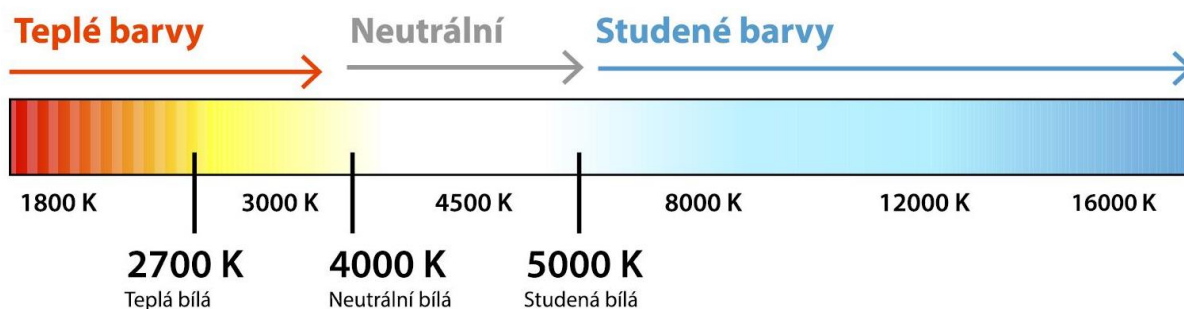 Teplé barvy
Neutrální
Studené barvy
1800 K
3000 K
4500 K
8000 K
12000 K
16000 K
2700 K
4000 K
5000 K
Teplá bílá
Neutrální bílá
Studená bílá